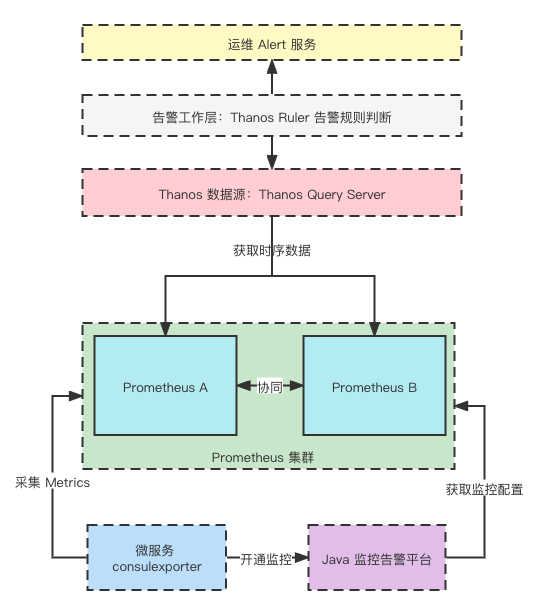 运维 Alert 服务
告警工作层：Thanos Ruler 告警规则判断
Thanos 数据源：Thanos Query Server
获取时序数据
Prometheus A
协同
Prometheus B
Prometheus 集群
采集 Metrics
获取监控配置
微服务
consulexporter
开通监控
Java 监控告警平台